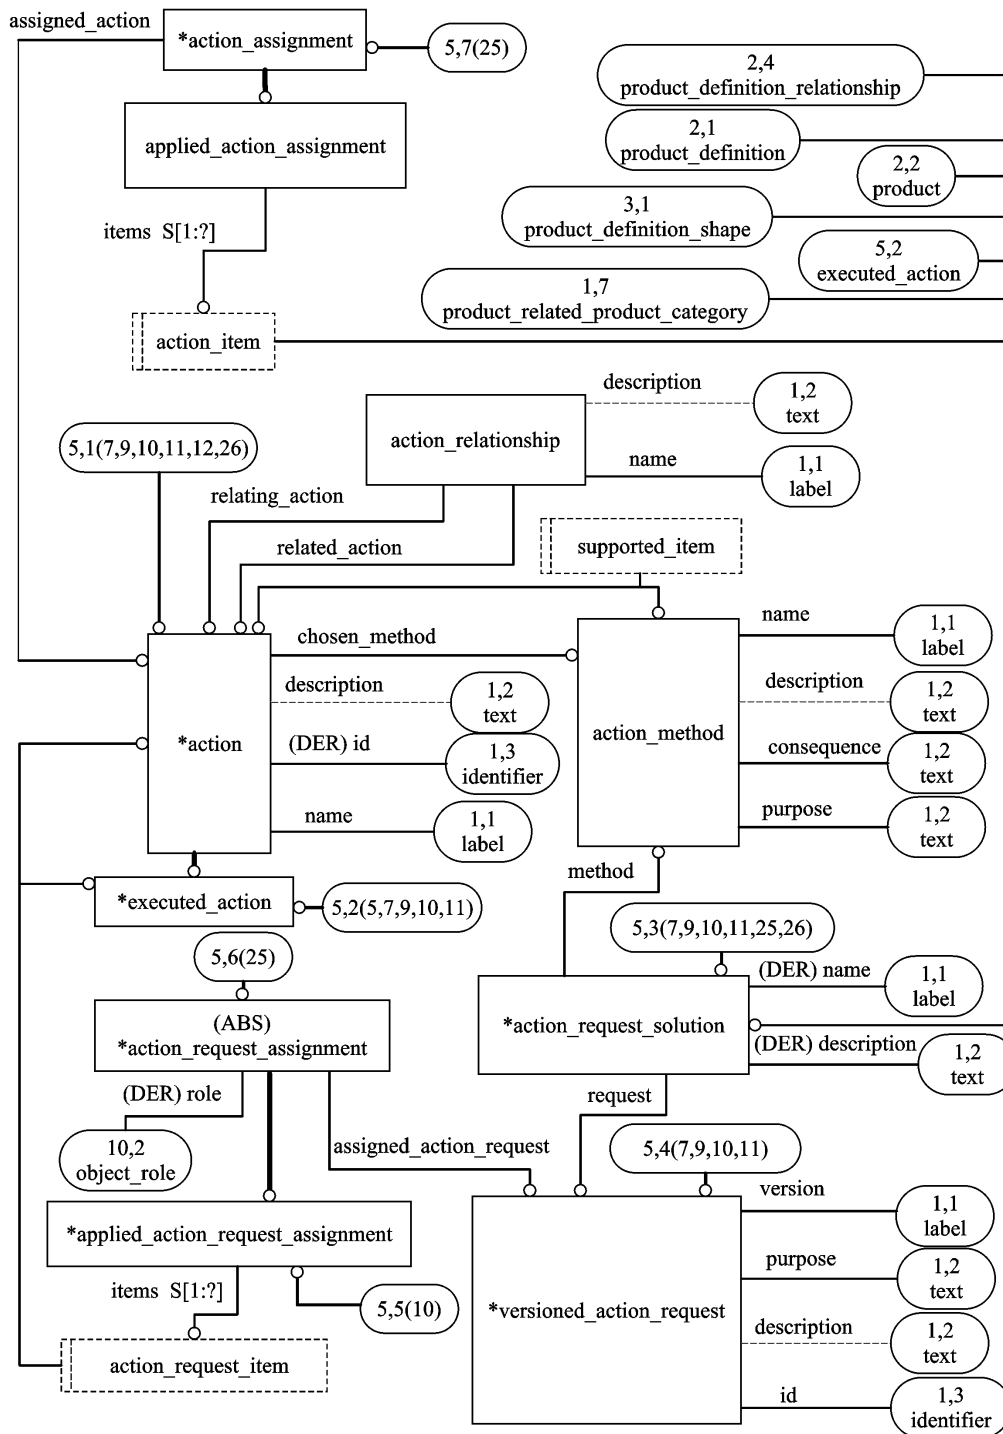 assigned_action
*action_assignment
5,7(25)
2,4
product_definition_relationship
applied_action_assignment
2,1
product_definition
2,2
product
items S[1:?]
3,1
product_definition_shape
5,2
executed_action
1,7
product_related_product_category
action_item
description
1,2
text
action_relationship
5,1(7,9,10,11,12,26)
name
1,1
label
relating_action
related_action
supported_item
name
1,1
label
chosen_method
description
1,2
text
description
1,2
text
*action
(DER) id
1,3
identifier
action_method
consequence
1,2
text
name
1,1
label
purpose
1,2
text
method
*executed_action
5,2(5,7,9,10,11)
5,3(7,9,10,11,25,26)
5,6(25)
(DER) name
1,1
label
(ABS)
*action_request_assignment
*action_request_solution
(DER) description
1,2
text
(DER) role
request
10,2
object_role
assigned_action_request
5,4(7,9,10,11)
version
1,1
label
*applied_action_request_assignment
purpose
1,2
text
items S[1:?]
5,5(10)
*versioned_action_request
description
1,2
text
action_request_item
id
1,3
identifier